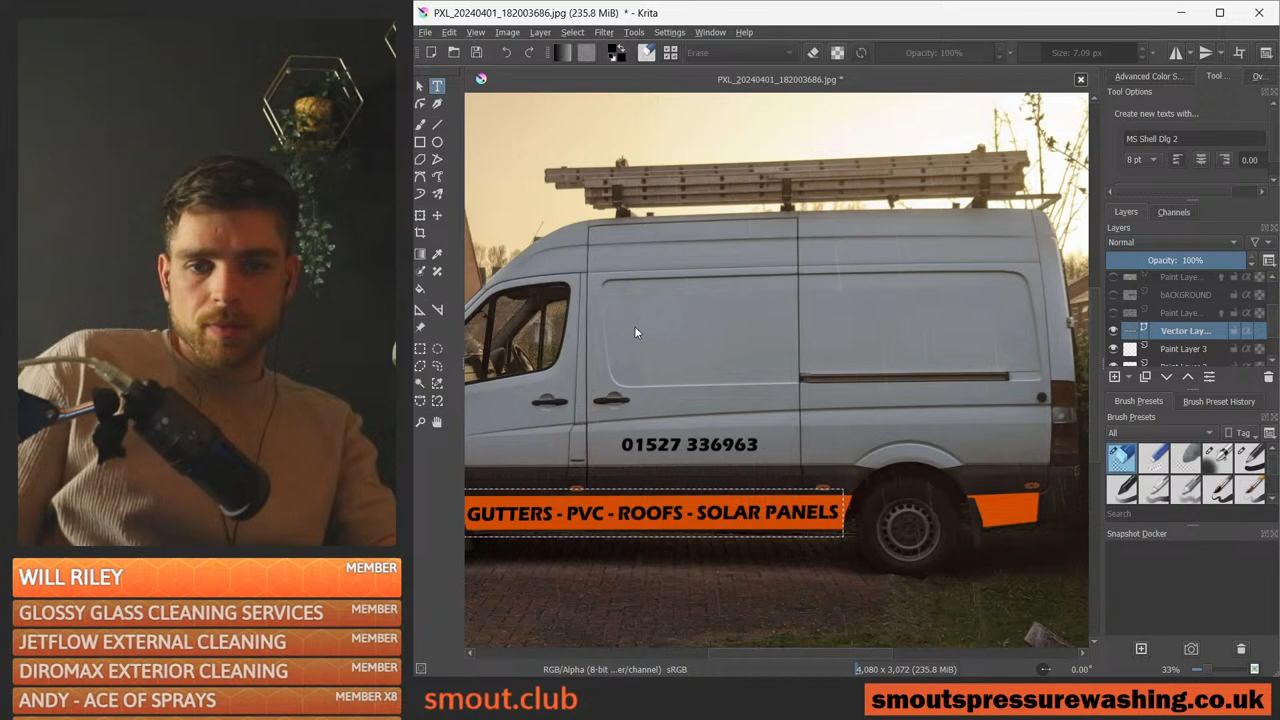 PXL_20240401_182003686.jpg (235.8 MiB) * - Krita
File Edit View Image Layer Select Filter Tools Settings Window Help
Erase
Opacity: 100%
Size: 7.09 px
PXL_20240401_182003686.jpg *
Advanced Color S... Tool ... Ov...
Tool Options
Create new texts with...
MS Shell Dlg 2
8 pt
0.00
Layers Channels
Layers
Normal
Opacity: 100%
Paint Laye...
bACKGROUND
Paint Laye...
Vector Lay...
Paint Layer 3
Brush Presets Brush Preset History
Brush Presets
All
Tag
Search
Snapshot Docker
01527 336963
GUTTERS - PVC - ROOFS - SOLAR PANELS
RGB/Alpha (8-bit ...er/channel) sRGB
4,080 x 3,072 (235.8 MiB)
0.00°
33%
WILL RILEY MEMBER
GLOSSY GLASS CLEANING SERVICES MEMBER
JETFLOW EXTERNAL CLEANING MEMBER
DIROMAX EXTERIOR CLEANING MEMBER
ANDY - ACE OF SPRAYS MEMBER X8
smout.club
smoutspressurewashing.co.uk